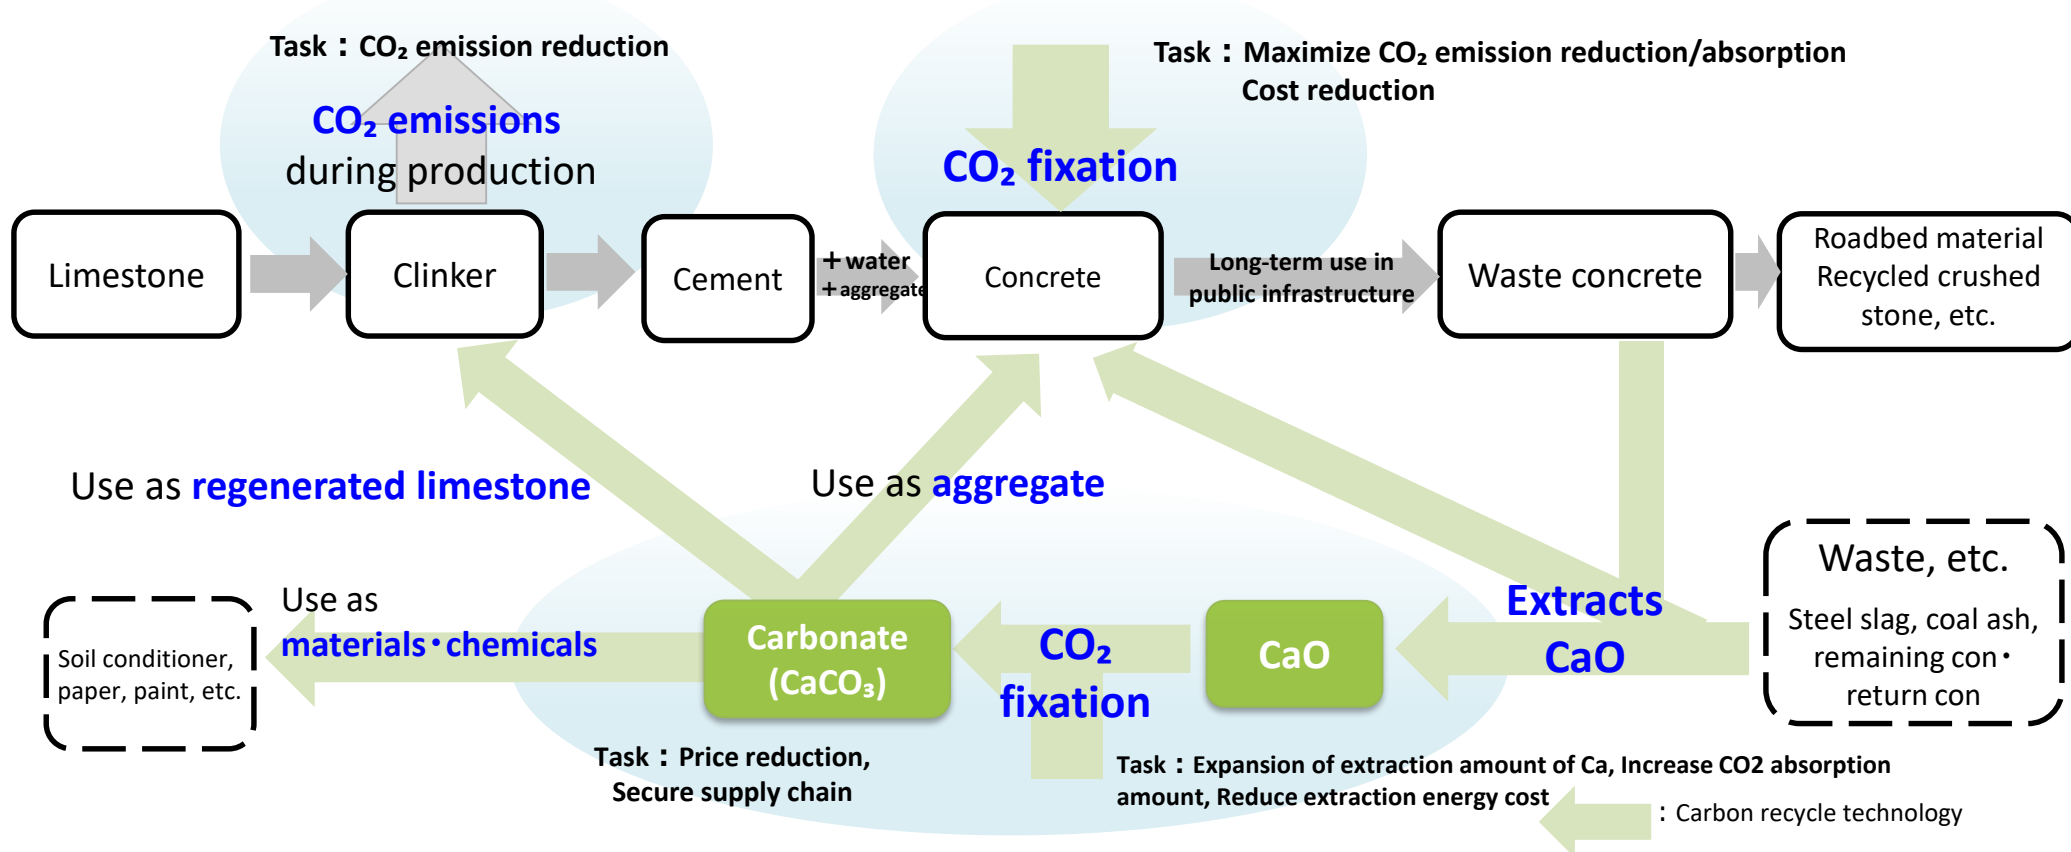 Task：CO₂ emission reduction
CO₂ emissions
during production
Task：Maximize CO₂ emission reduction/absorption
Cost reduction
CO₂ fixation
Limestone
Clinker
Cement
＋water
＋aggregate
Concrete
Long-term use in
public infrastructure
Waste concrete
Roadbed material
Recycled crushed
stone, etc.
Use as regenerated limestone
Use as aggregate
Soil conditioner,
paper, paint, etc.
Use as
materials・chemicals
Carbonate
(CaCO₃)
CO₂
fixation
CaO
Extracts
CaO
Waste, etc.
Steel slag, coal ash,
remaining con・
return con
Task：Price reduction,
Secure supply chain
Task：Expansion of extraction amount of Ca, Increase CO2 absorption
amount, Reduce extraction energy cost
：Carbon recycle technology